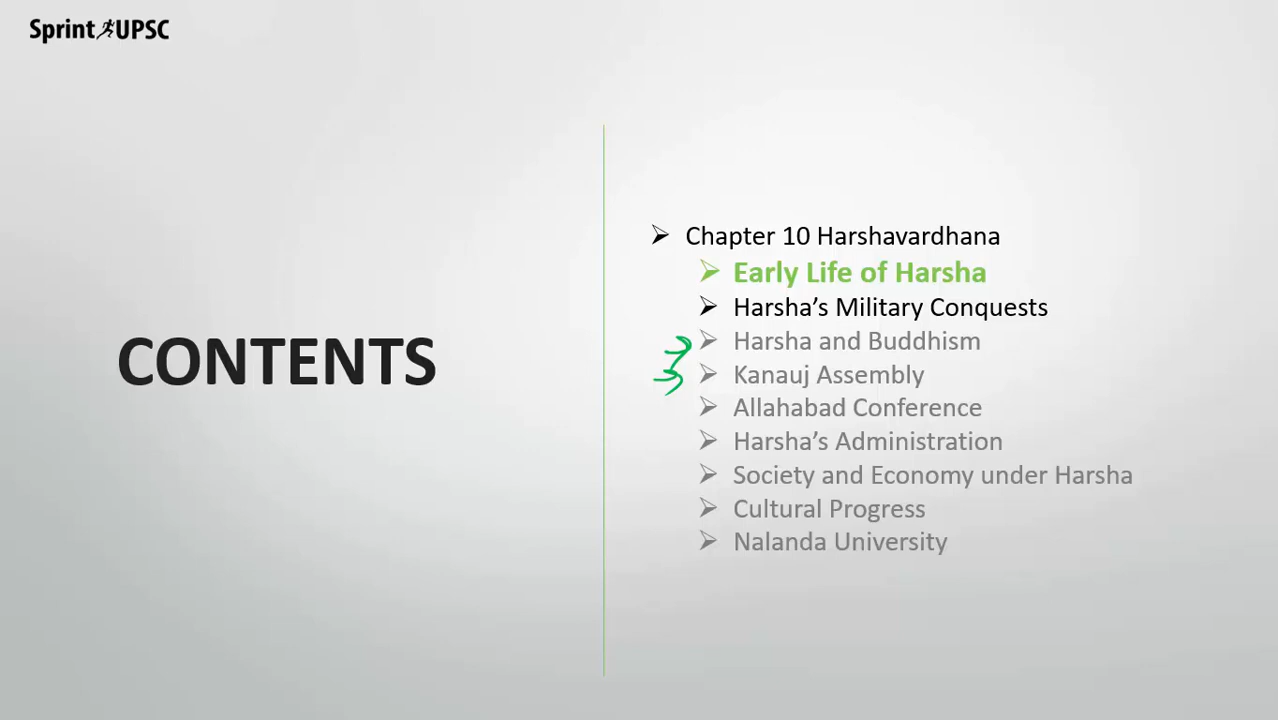 Sprint UPSC
CONTENTS
Chapter 10 Harshavardhana
Early Life of Harsha
Harsha's Military Conquests
Harsha and Buddhism
Kanauj Assembly
Allahabad Conference
Harsha's Administration
Society and Economy under Harsha
Cultural Progress
Nalanda University